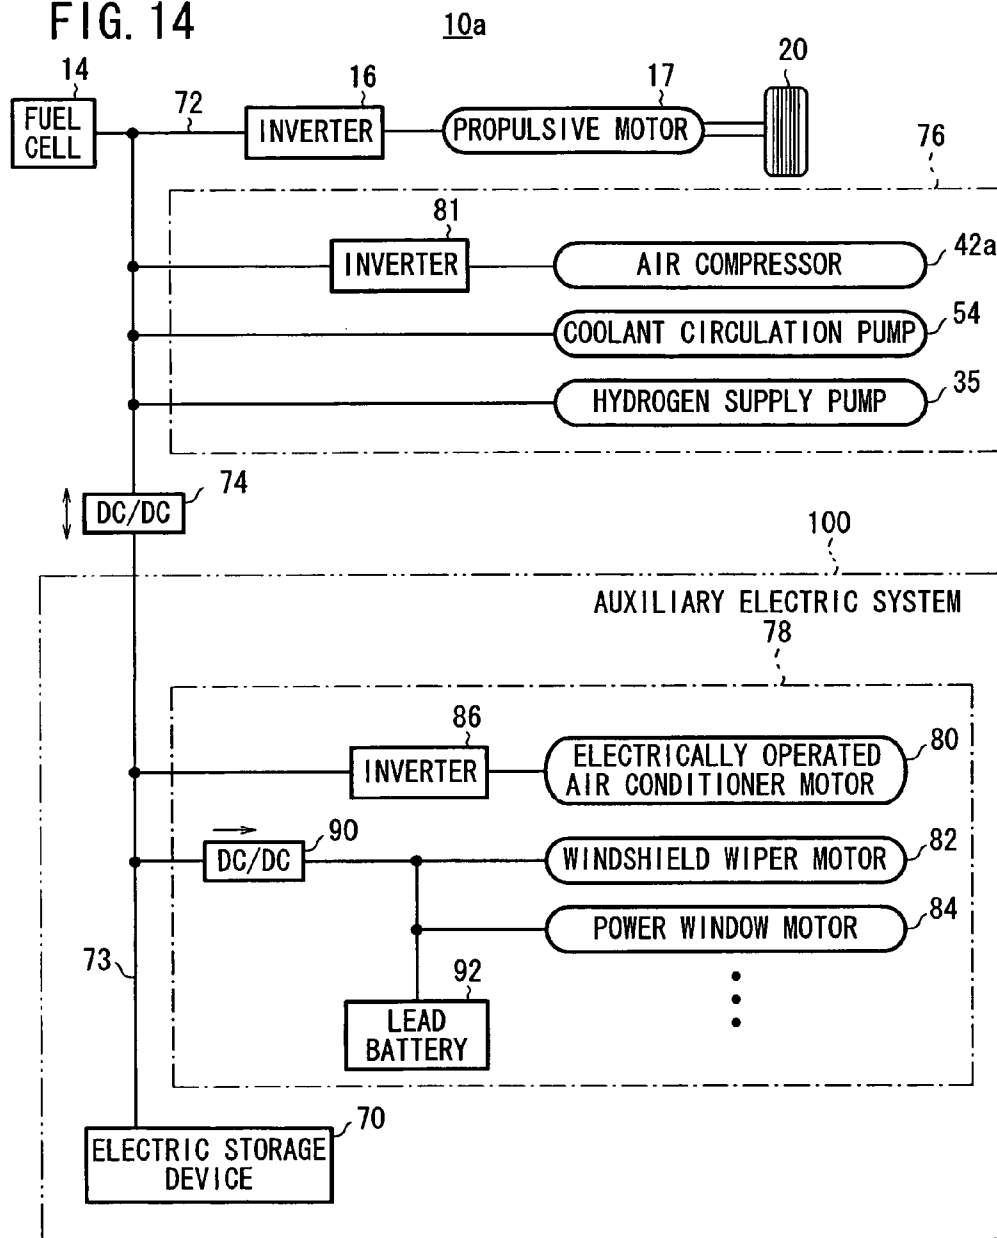 FIG. 14
10a
14
FUEL
CELL
72
16
INVERTER
17
PROPULSIVE MOTOR
20
76
81
INVERTER
AIR COMPRESSOR
42a
COOLANT CIRCULATION PUMP
54
HYDROGEN SUPPLY PUMP
35
74
DC/DC
100
AUXILIARY ELECTRIC SYSTEM
78
86
INVERTER
ELECTRICALLY OPERATED
AIR CONDITIONER MOTOR
80
90
DC/DC
WINDSHIELD WIPER MOTOR
82
POWER WINDOW MOTOR
84
73
92
LEAD
BATTERY
70
ELECTRIC STORAGE
DEVICE